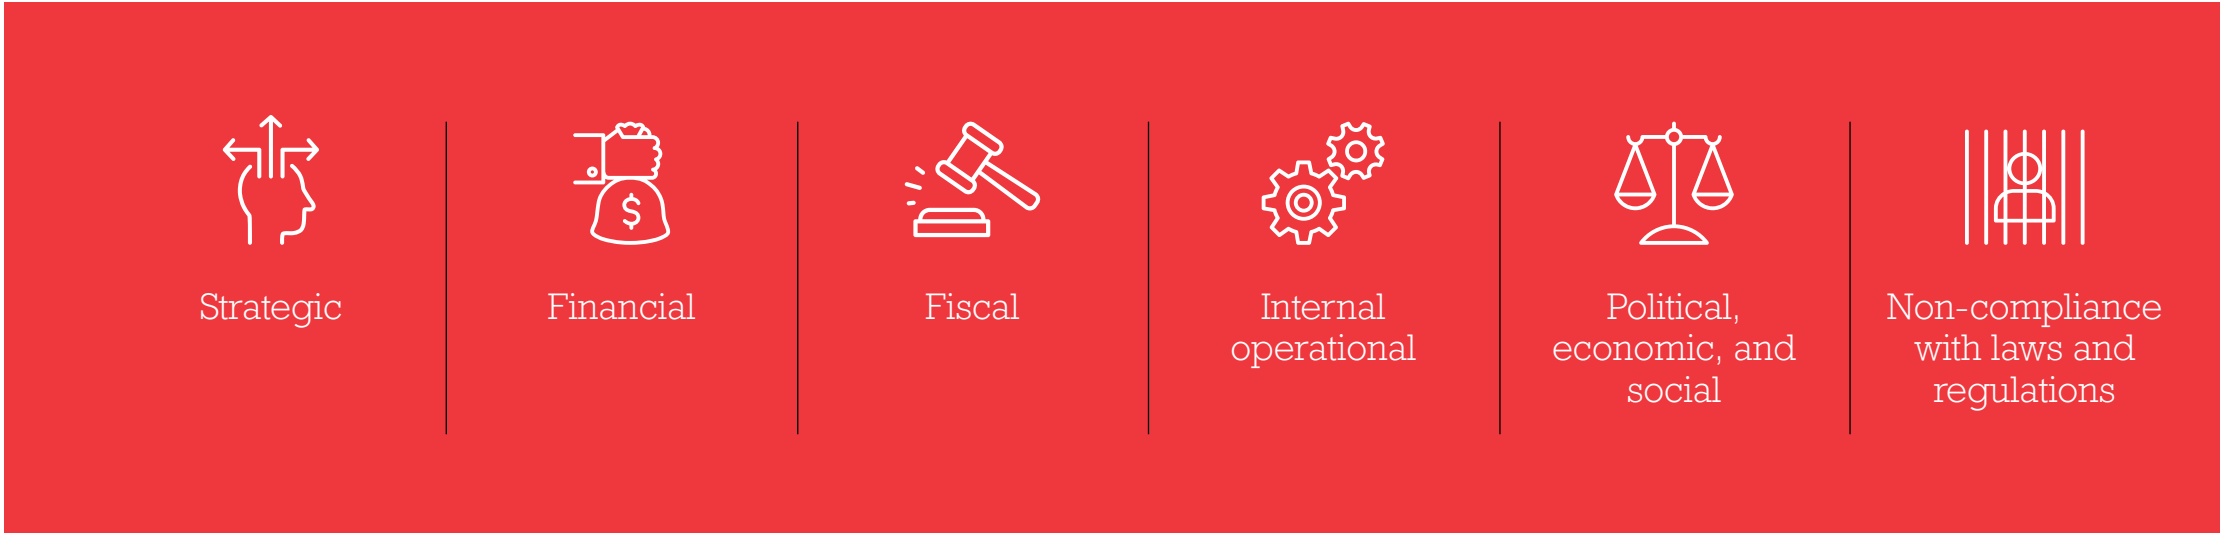 Strategic
Financial
Fiscal
Internal
operational
Political,
economic, and
social
Non-compliance
with laws and
regulations
$